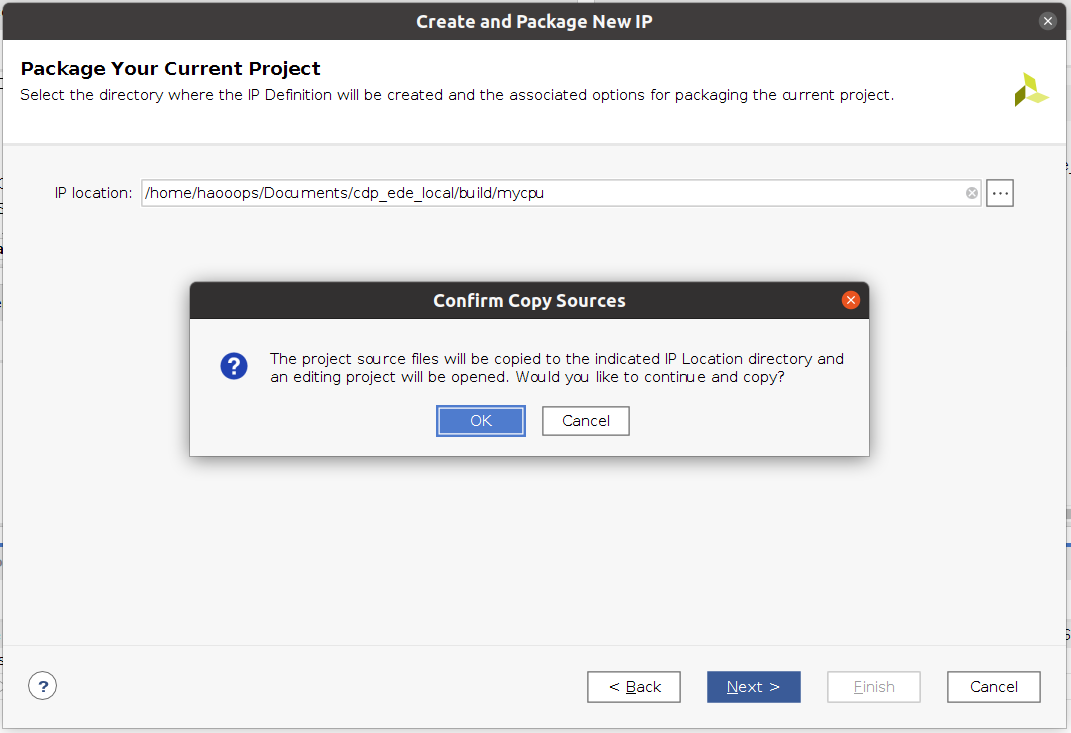 Create and Package New IP
Package Your Current Project
Select the directory where the IP Definition will be created and the associated options for packaging the current project.
IP location: /home/haooops/Documents/cdp_ede_local/build/mycpu
Confirm Copy Sources
The project source files will be copied to the indicated IP Location directory and
an editing project will be opened. Would you like to continue and copy?
OK Cancel
? < Back Next > Finish Cancel